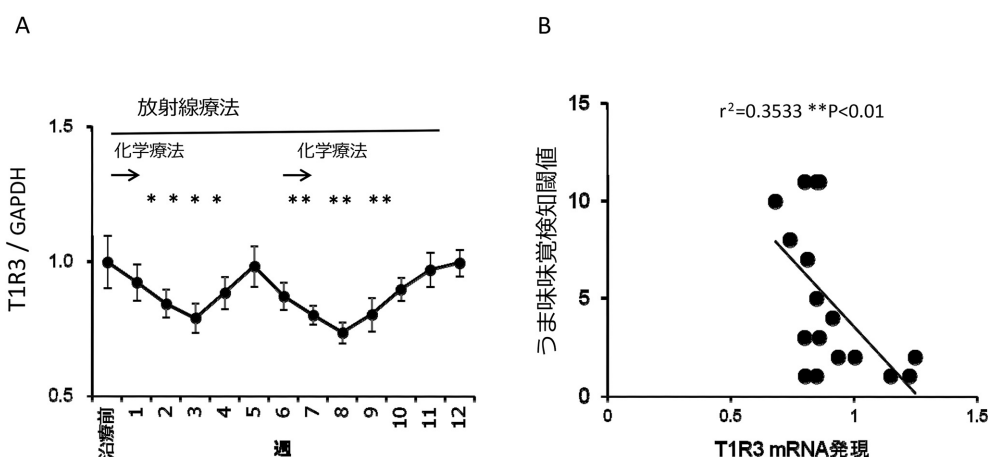 A
放射線療法
化学療法
化学療法
* * * *
** ** **
T1R3 / GAPDH
1.5
1.0
0.5
治療前 1 2 3 4 5 6 7 8 9 10 11 12
週
B
r²=0.3533 **P<0.01
うま味味覚検知閾値
15
10
5
0
0 0.5 1 1.5
T1R3 mRNA発現